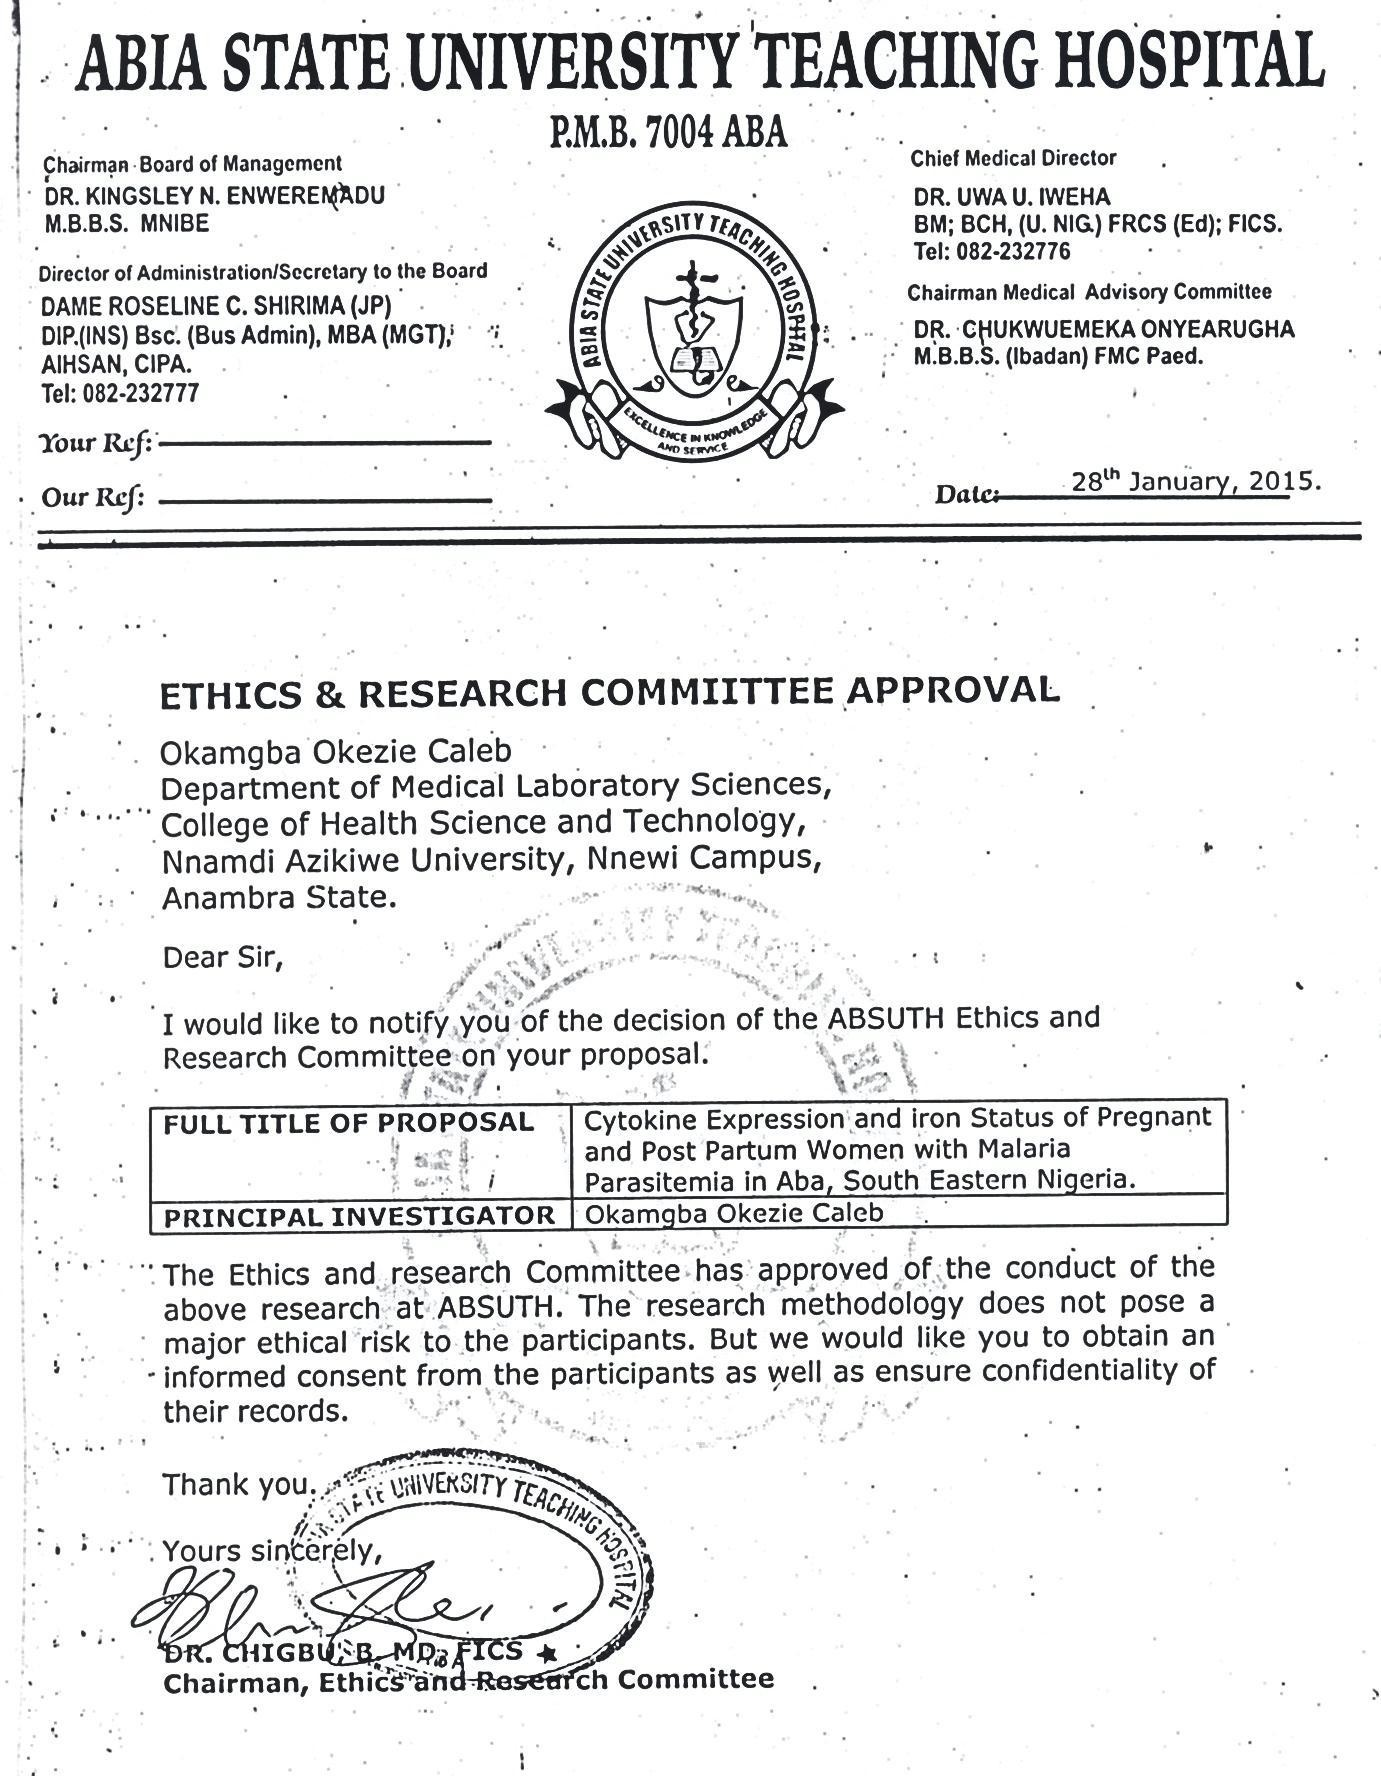 ABIA STATE UNIVERSITY TEACHING HOSPITAL
P.M.B. 7004 ABA
Chairman Board of Management
DR. KINGSLEY N. ENWEREMADU
M.B.B.S. MNIBE
Director of Administration/Secretary to the Board
DAME ROSELINE C. SHIRIMA (JP)
DIP.(INS) Bsc. (Bus Admin), MBA (MGT),
AIHSAN, CIPA.
Tel: 082-232777
Your Ref:
Our Ref:
ABIA STATE UNIVERSITY TEACHING HOSPITAL
EXCELLENCE IN KNOWLEDGE
AND SERVICE
Chief Medical Director
DR. UWA U. IWEHA
BM; BCH, (U. NIG.) FRCS (Ed); FICS.
Tel: 082-232776
Chairman Medical Advisory Committee
DR. CHUKWUEMEKA ONYEARUGHA
M.B.B.S. (Ibadan) FMC Paed.
Date: 28th January, 2015.
ETHICS & RESEARCH COMMIITTEE APPROVAL
Okamgba Okezie Caleb
Department of Medical Laboratory Sciences,
College of Health Science and Technology,
Nnamdi Azikiwe University, Nnewi Campus,
Anambra State.
Dear Sir,
I would like to notify you of the decision of the ABSUTH Ethics and
Research Committee on your proposal.
FULL TITLE OF PROPOSAL Cytokine Expression and iron Status of Pregnant
and Post Partum Women with Malaria
Parasitemia in Aba, South Eastern Nigeria.
PRINCIPAL INVESTIGATOR Okamgba Okezie Caleb
The Ethics and research Committee has approved of the conduct of the
above research at ABSUTH. The research methodology does not pose a
major ethical risk to the participants. But we would like you to obtain an
informed consent from the participants as well as ensure confidentiality of
their records.
Thank you.
Yours sincerely,
UNIVERSITY TEACHING HOSPITAL
DR. CHIGBU, B. MD, FICS
Chairman, Ethics and Research Committee